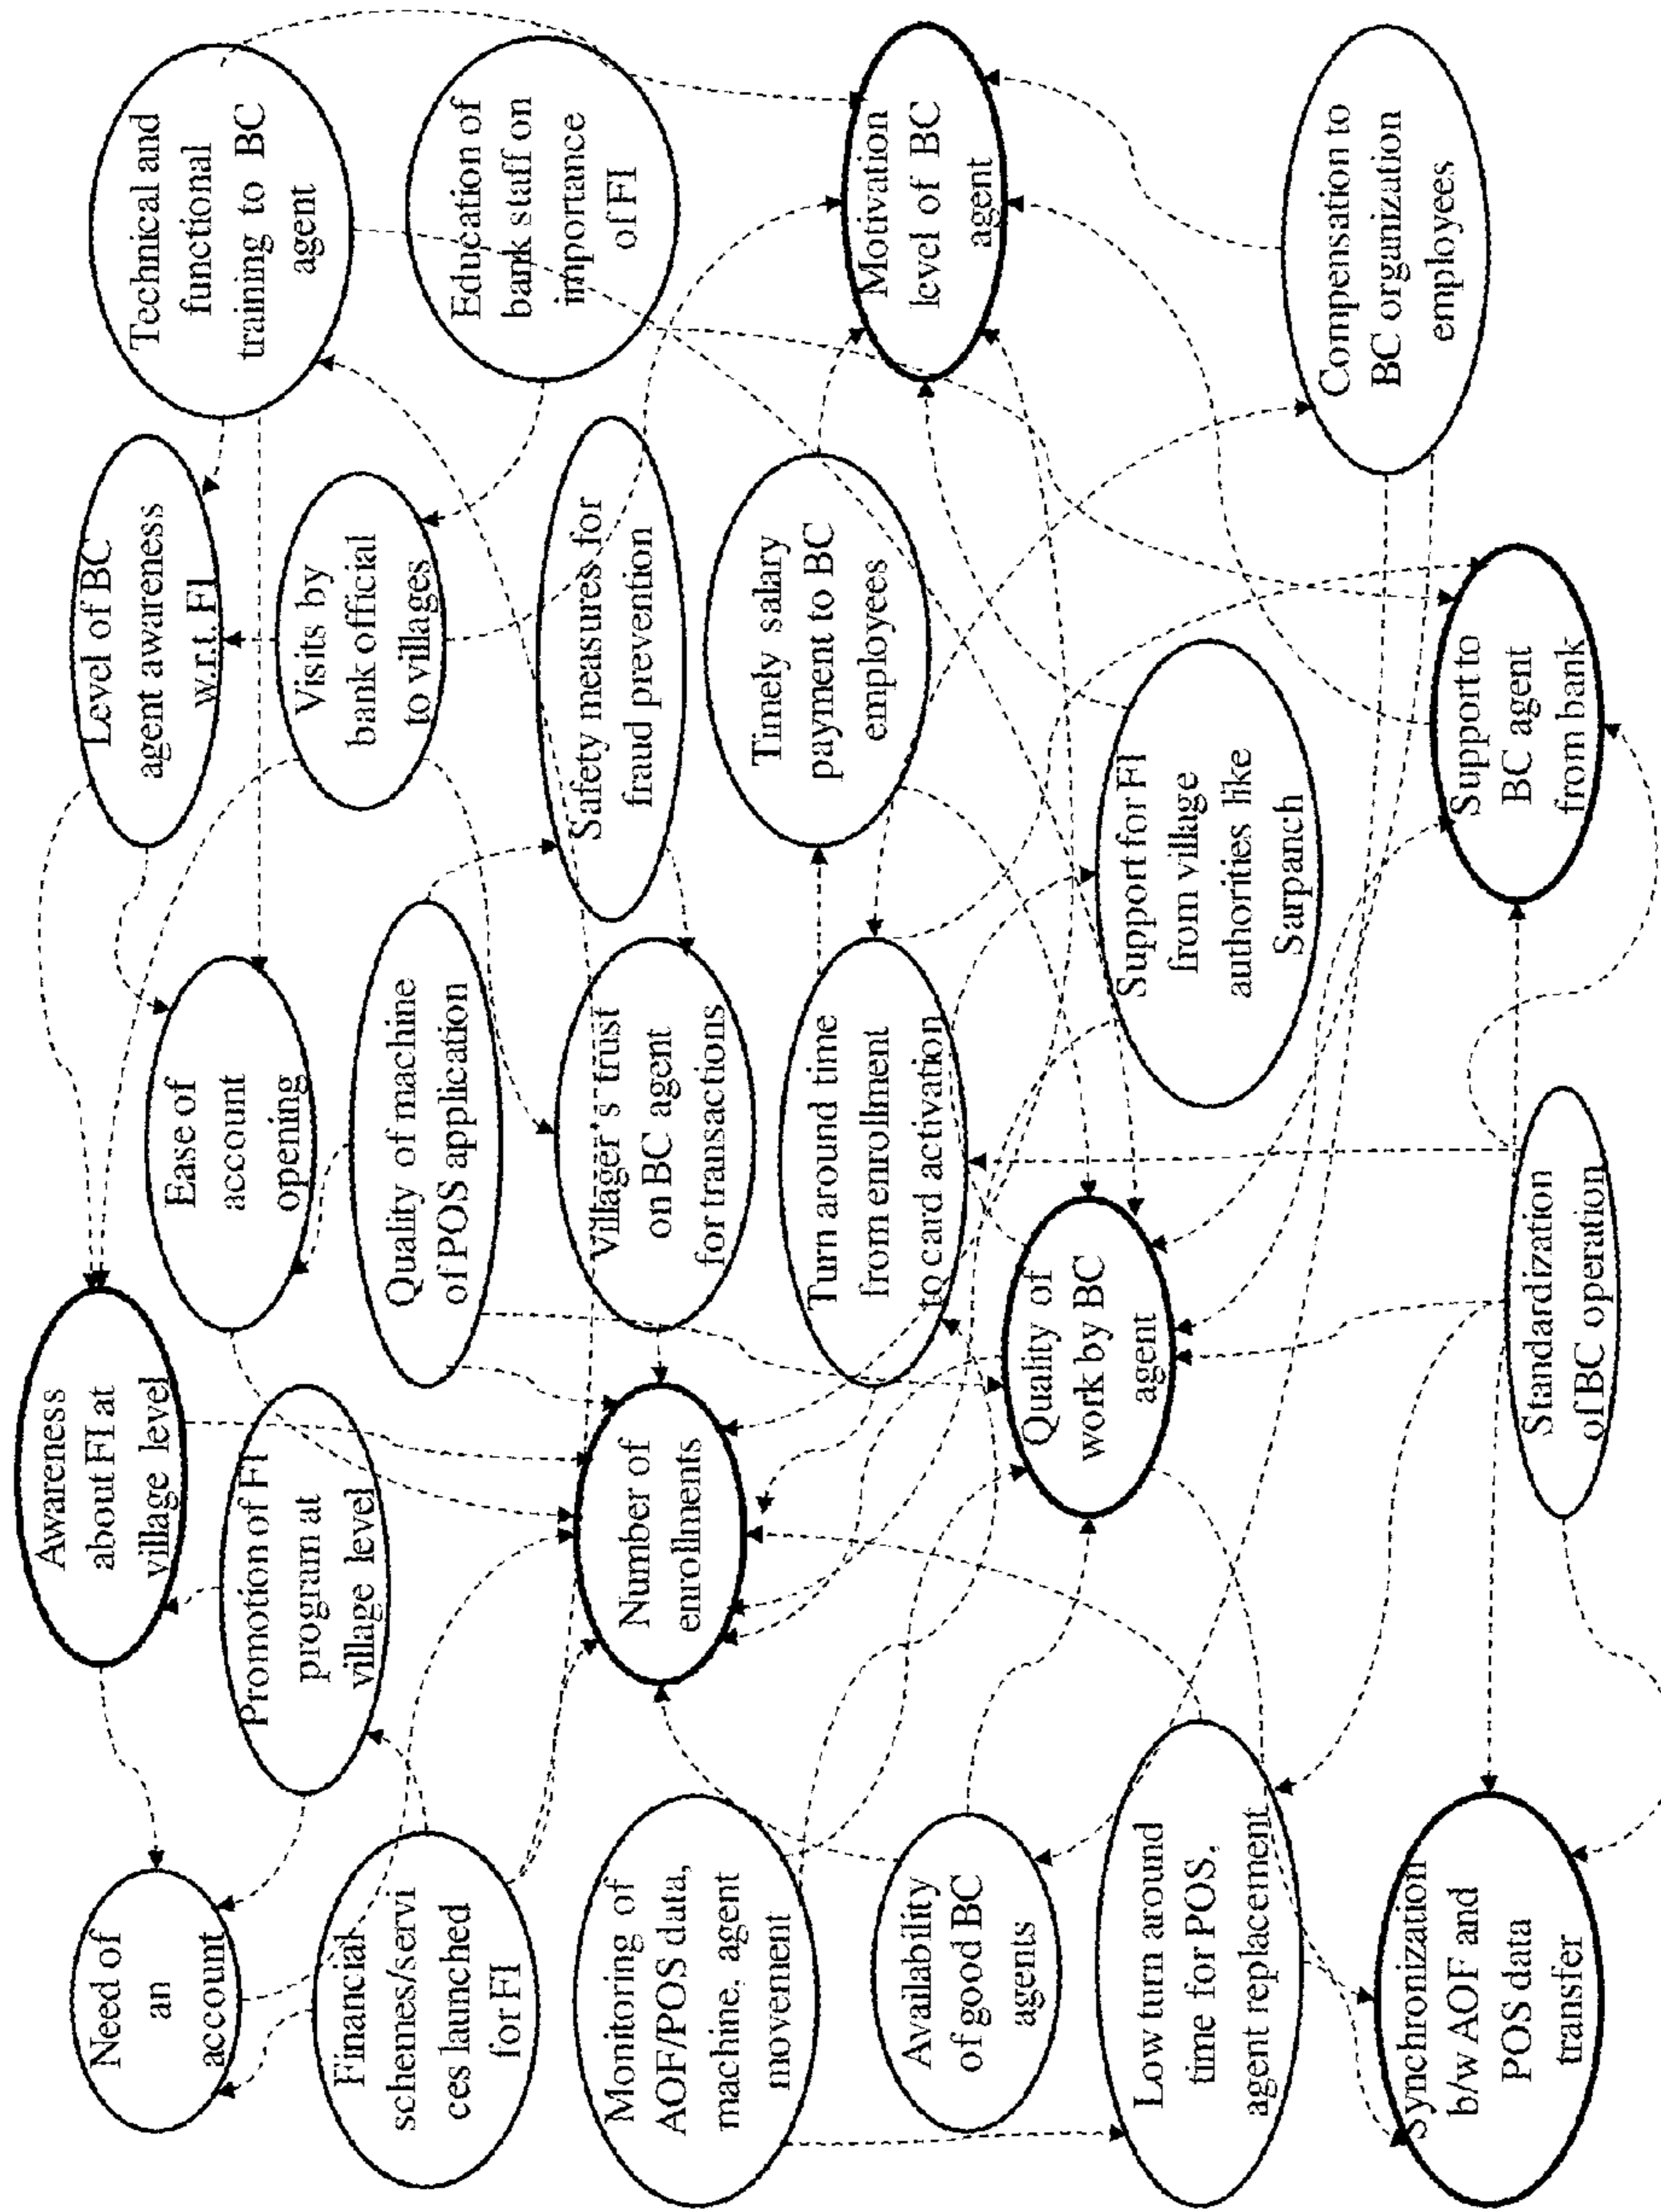 Need of
an
account
Awareness
about FI at
village level
Level of BC
agent awareness
w.r.t. FI
Technical and
functional
training to BC
agent
Ease of
account
opening
Promotion of FI
program at
village level
Visits by
bank official
to villages
Financial
schemes/servi
ces launched
for FI
Quality of machine
of POS application
Education of
bank staff on
importance
of FI
Safety measures for
fraud prevention
Monitoring of
AOF/POS data,
machine, agent
movement
Number of
enrollments
Villager's trust
on BC agent
for transactions
Timely salary
payment to BC
employees
Turn around time
from enrollment
to card activation
Motivation
level of BC
agent
Availability
of good BC
agents
Quality of
work by BC
agent
Support for FI
from village
authorities like
Sarpanch
Low turn around
time for POS,
agent replacement
Compensation to
BC organization
employees
Synchronization
b/w AOF and
POS data
transfer
Standardization
of BC operation
Support to
BC agent
from bank